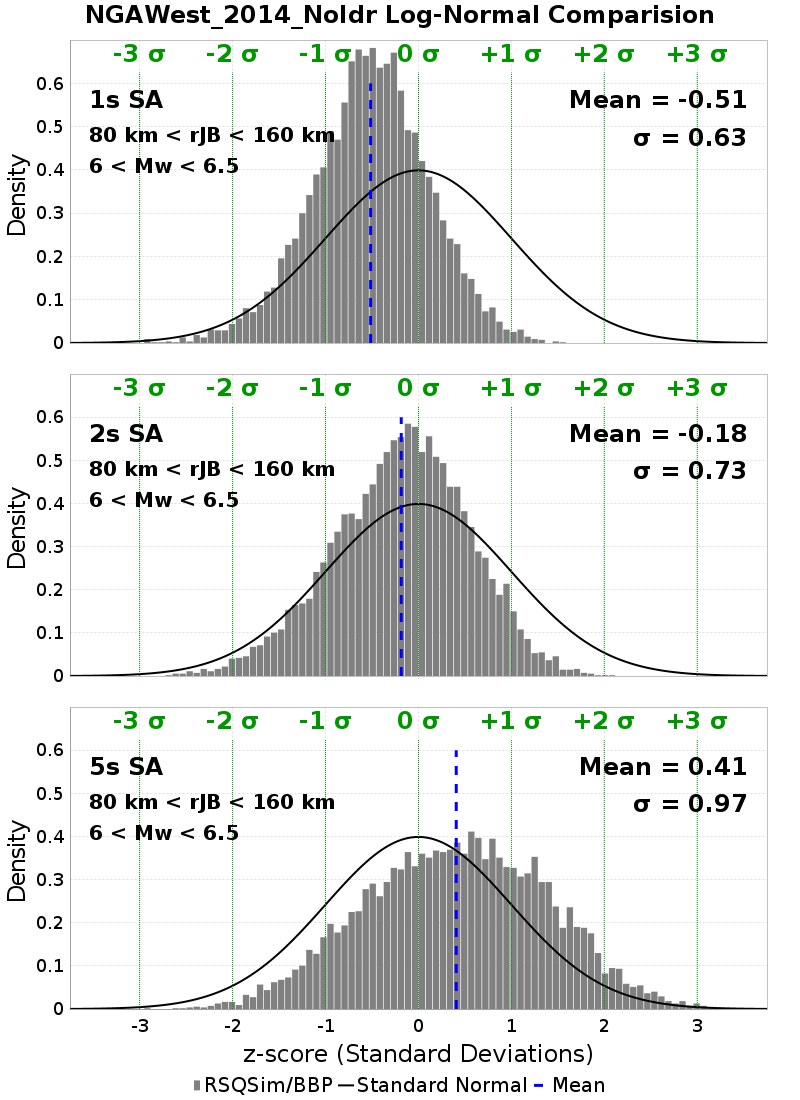 NGAWest_2014_NoIdr Log-Normal Comparision
-3 σ -2 σ -1 σ 0 σ +1 σ +2 σ +3 σ
1s SA
Mean = -0.51
80 km < rJB < 160 km
σ = 0.63
6 < Mw < 6.5
Density
0.6
0.5
0.4
0.3
0.2
0.1
0
-3 σ -2 σ -1 σ 0 σ +1 σ +2 σ +3 σ
2s SA
Mean = -0.18
80 km < rJB < 160 km
σ = 0.73
6 < Mw < 6.5
Density
0.6
0.5
0.4
0.3
0.2
0.1
0
-3 σ -2 σ -1 σ 0 σ +1 σ +2 σ +3 σ
5s SA
Mean = 0.41
80 km < rJB < 160 km
σ = 0.97
6 < Mw < 6.5
Density
0.6
0.5
0.4
0.3
0.2
0.1
0
-3 -2 -1 0 1 2 3
z-score (Standard Deviations)
RSQSim/BBP Standard Normal Mean